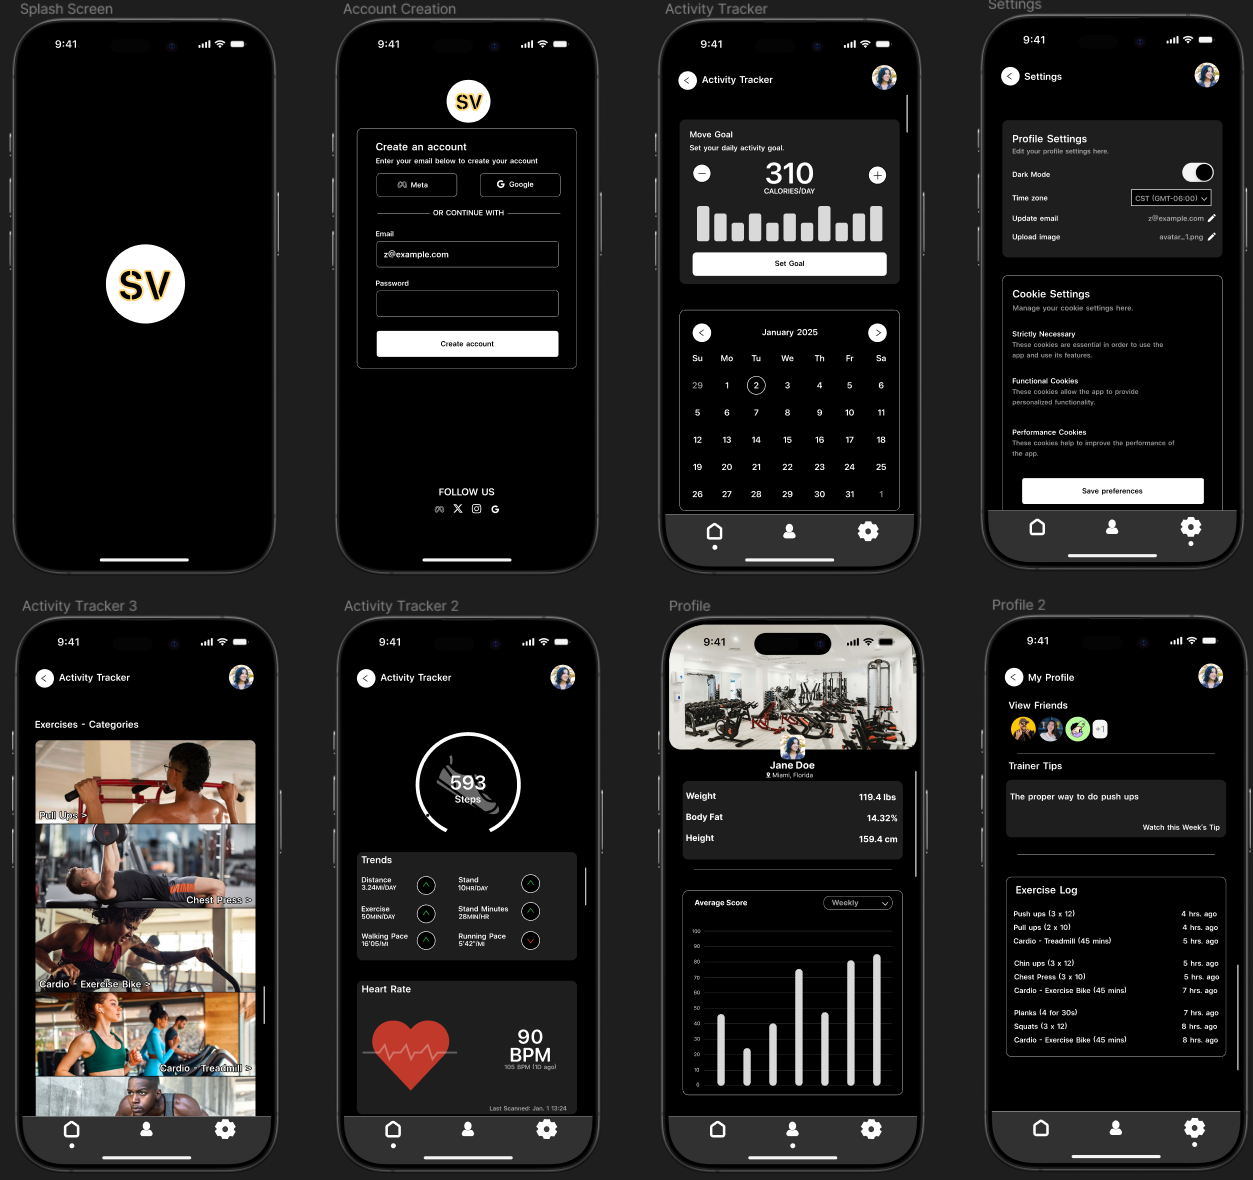 Splash Screen
9:41
SV
Account Creation
9:41
SV
Create an account
Enter your email below to create your account
Meta
Google
OR CONTINUE WITH
Email
z@example.com
Password
Create account
FOLLOW US
Activity Tracker
9:41
Activity Tracker
Move Goal
Set your daily activity goal.
310
CALORIES/DAY
Set Goal
January 2025
Su Mo Tu We Th Fr Sa
29 1 2 3 4 5 6
5 6 7 8 9 10 11
12 13 14 15 16 17 18
19 20 21 22 23 24 25
26 27 28 29 30 31 1
Settings
9:41
Settings
Profile Settings
Edit your profile settings here.
Dark Mode
Time zone CST (GMT-06:00)
Update email z@example.com
Upload image avatar_1.png
Cookie Settings
Manage your cookie settings here.
Strictly Necessary
These cookies are essential in order to use the
app and use its features.
Functional Cookies
These cookies allow the app to provide
personalized functionality.
Performance Cookies
These cookies help to improve the performance of
the app.
Save preferences
Activity Tracker 3
9:41
Activity Tracker
Exercises - Categories
Pull Ups >
Chest Press >
Cardio - Exercise Bike >
Cardio - Treadmill >
Activity Tracker 2
9:41
Activity Tracker
593
Steps
Trends
Distance
3.24MI/DAY
Stand
10HR/DAY
Exercise
50MIN/DAY
Stand Minutes
28MIN/HR
Walking Pace
16'05/MI
Running Pace
5'42"/MI
Heart Rate
90
BPM
105 BPM (1D ago)
Last Scanned: Jan. 1 13:24
Profile
9:41
Jane Doe
Miami, Florida
Weight 119.4 lbs
Body Fat 14.32%
Height 159.4 cm
Average Score
Weekly
100
90
80
70
60
50
40
30
20
10
0
Profile 2
9:41
My Profile
View Friends
+1
Trainer Tips
The proper way to do push ups
Watch this Week's Tip
Exercise Log
Push ups (3 x 12) 4 hrs. ago
Pull ups (2 x 10) 4 hrs. ago
Cardio - Treadmill (45 mins) 5 hrs. ago
Chin ups (3 x 12) 5 hrs. ago
Chest Press (3 x 10) 5 hrs. ago
Cardio - Exercise Bike (45 mins) 7 hrs. ago
Planks (4 for 30s) 7 hrs. ago
Squats (3 x 12) 8 hrs. ago
Cardio - Exercise Bike (45 mins) 8 hrs. ago